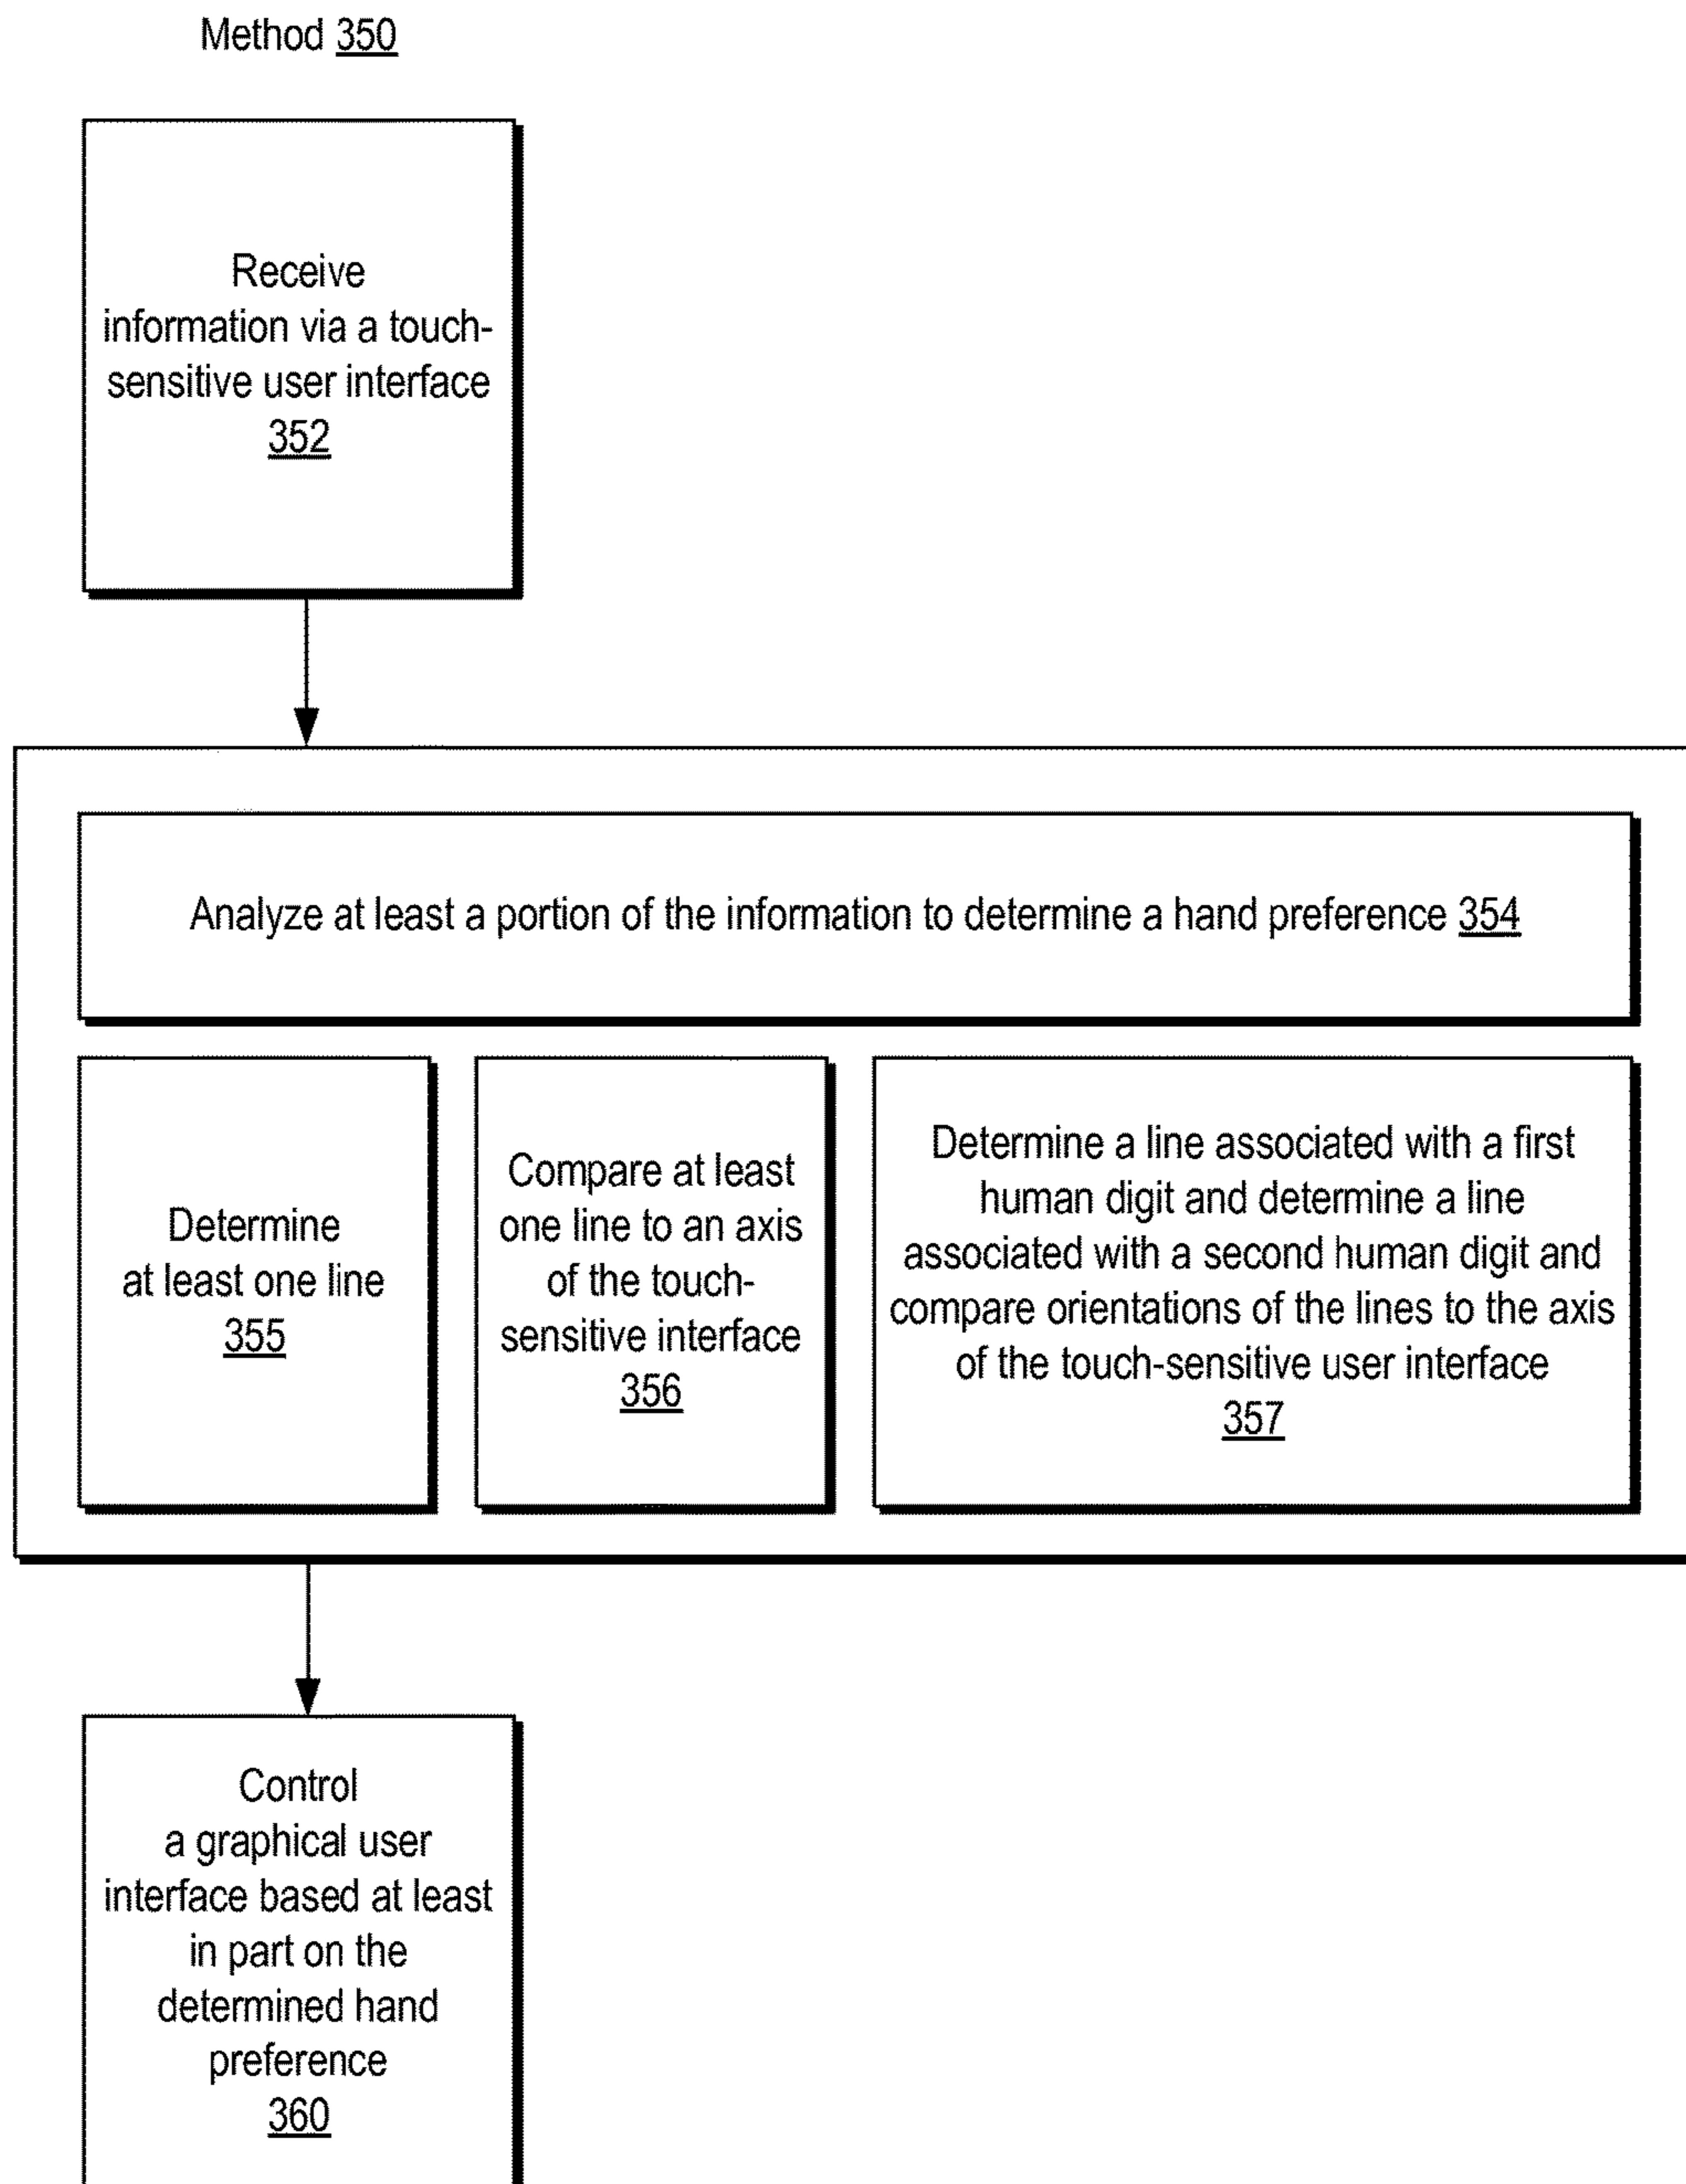 Method 350
Receive
information via a touch-
sensitive user interface
352
Analyze at least a portion of the information to determine a hand preference 354
Determine
at least one line
355
Compare at least
one line to an axis
of the touch-
sensitive interface
356
Determine a line associated with a first
human digit and determine a line
associated with a second human digit and
compare orientations of the lines to the axis
of the touch-sensitive user interface
357
Control
a graphical user
interface based at least
in part on the
determined hand
preference
360